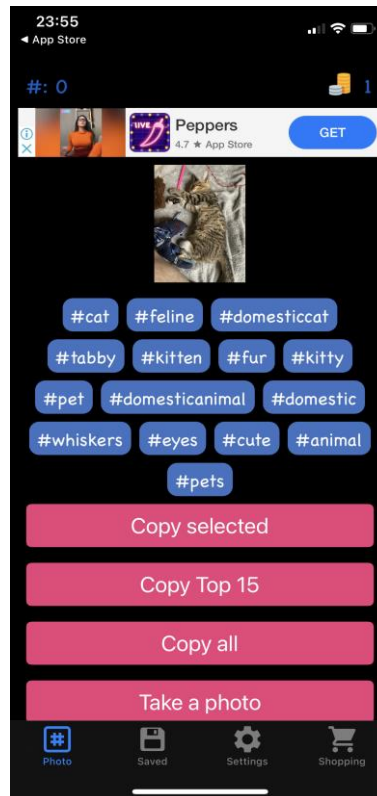 23:55
◀ App Store
#: 0
1
LIVE
Peppers
4.7 ★ App Store
GET
#cat #feline #domesticcat
#tabby #kitten #fur #kitty
#pet #domesticanimal #domestic
#whiskers #eyes #cute #animal
#pets
Copy selected
Copy Top 15
Copy all
Take a photo
#
Photo Saved Settings Shopping